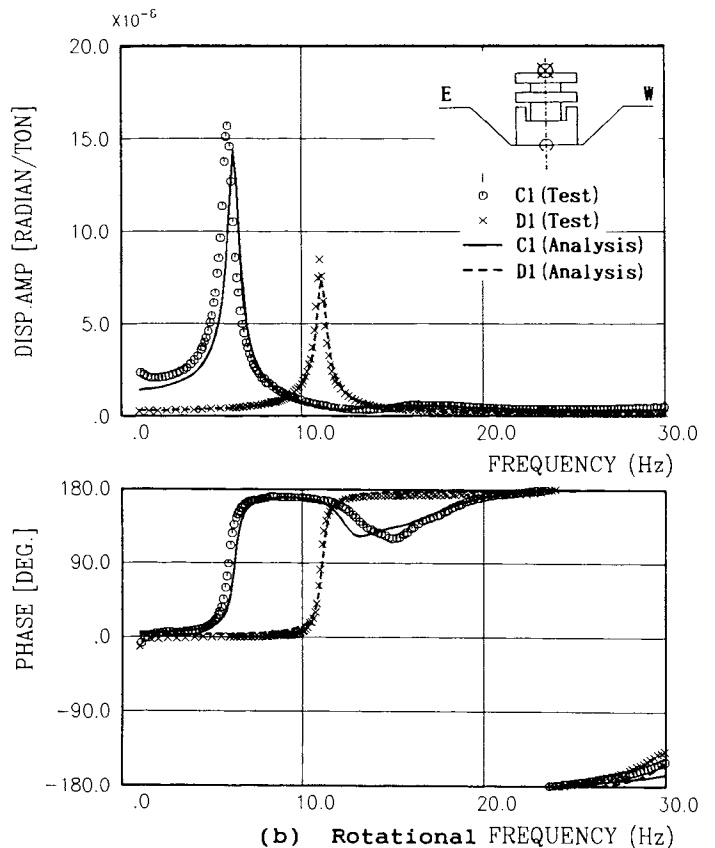 ×10⁻⁶
20.0
15.0
10.0
5.0
.0
DISP.AMP [RADIAN/TON]
E W
C1(Test)
D1(Test)
C1(Analysis)
D1(Analysis)
.0 10.0 20.0 30.0
FREQUENCY (Hz)
180.0
90.0
.0
-90.0
-180.0
PHASE [DEG.]
.0 10.0 20.0 30.0
(b) Rotational FREQUENCY (Hz)